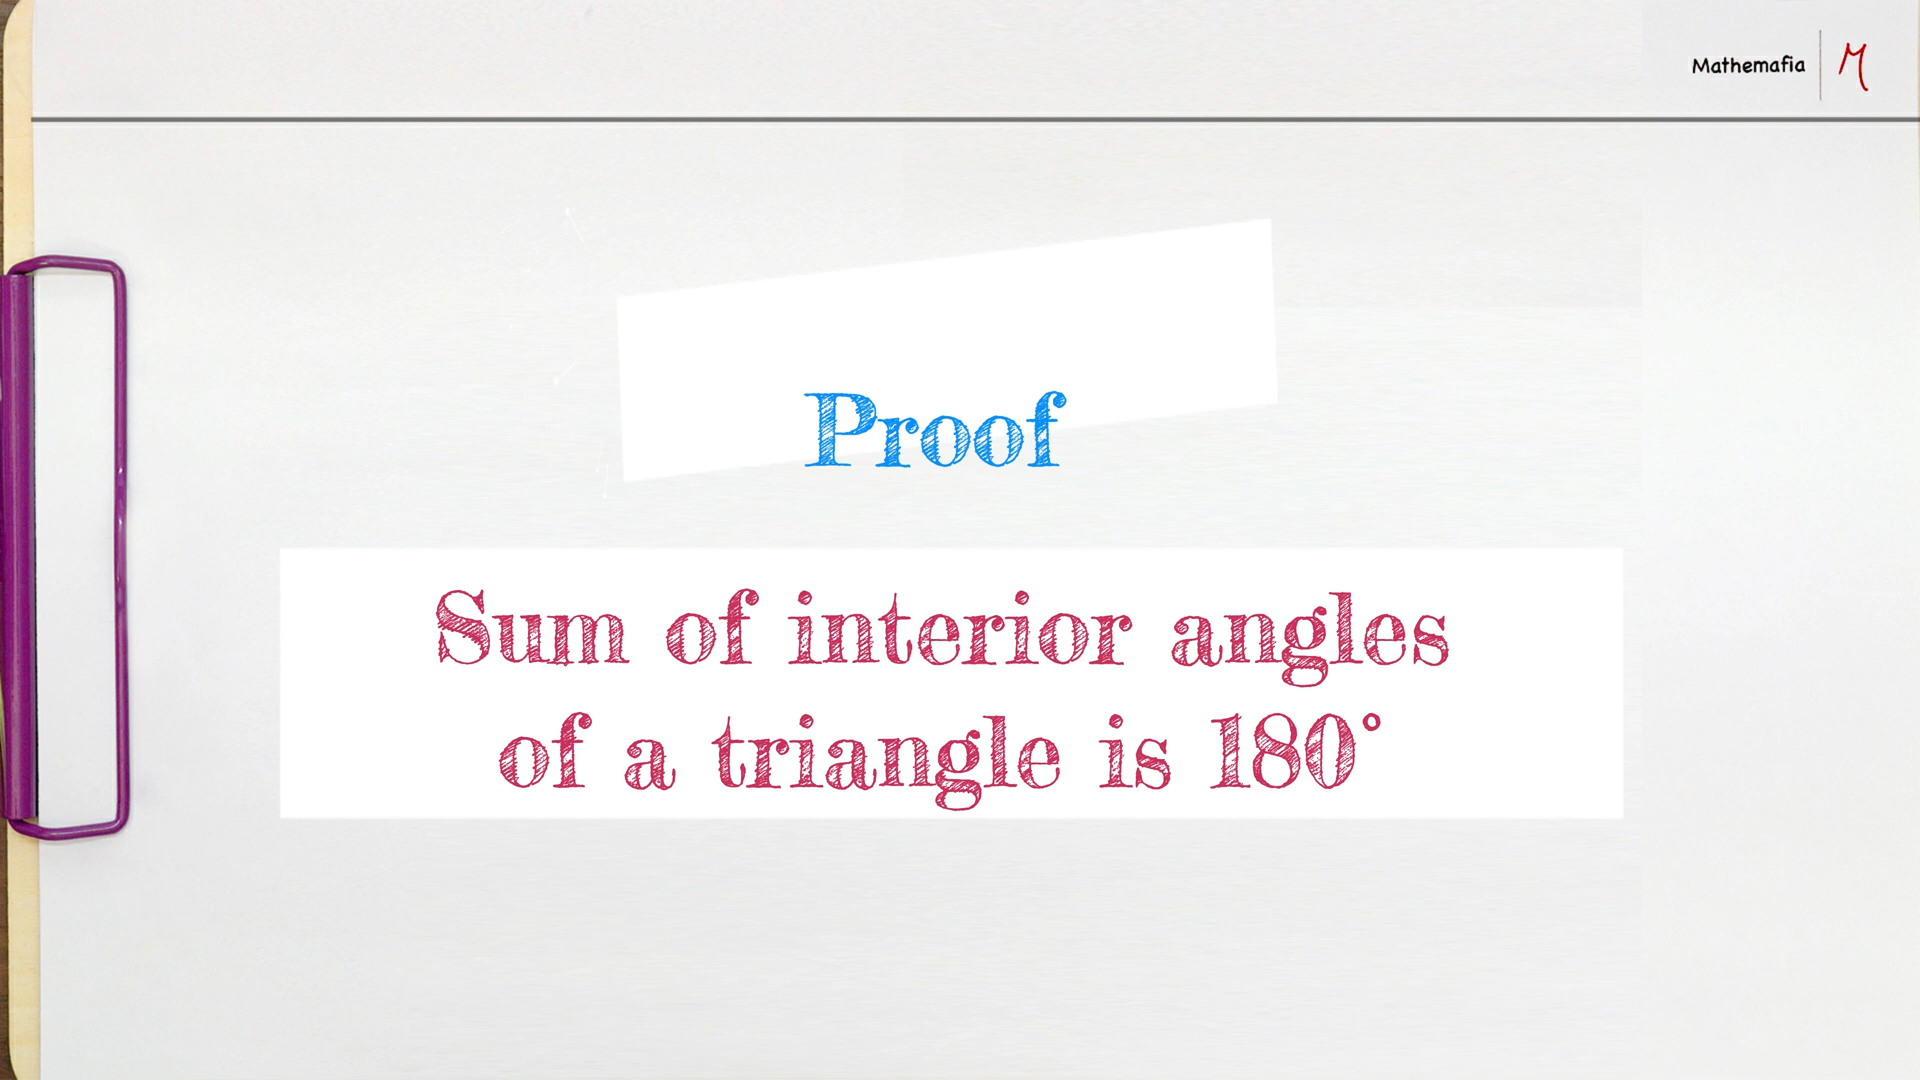 Mathemafia
M
Proof
Sum of interior angles
of a triangle is 180°